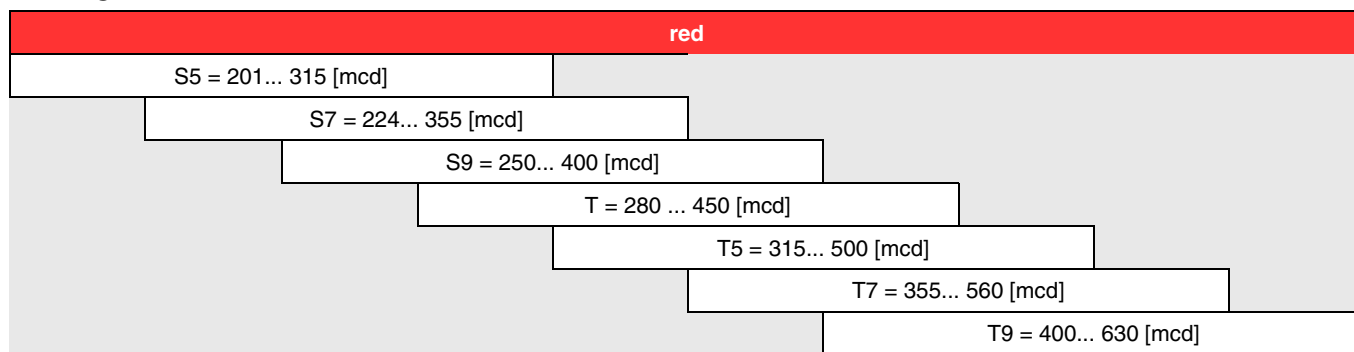 red
S5 = 201... 315 [mcd]
S7 = 224... 355 [mcd]
S9 = 250... 400 [mcd]
T = 280 ... 450 [mcd]
T5 = 315... 500 [mcd]
T7 = 355... 560 [mcd]
T9 = 400... 630 [mcd]